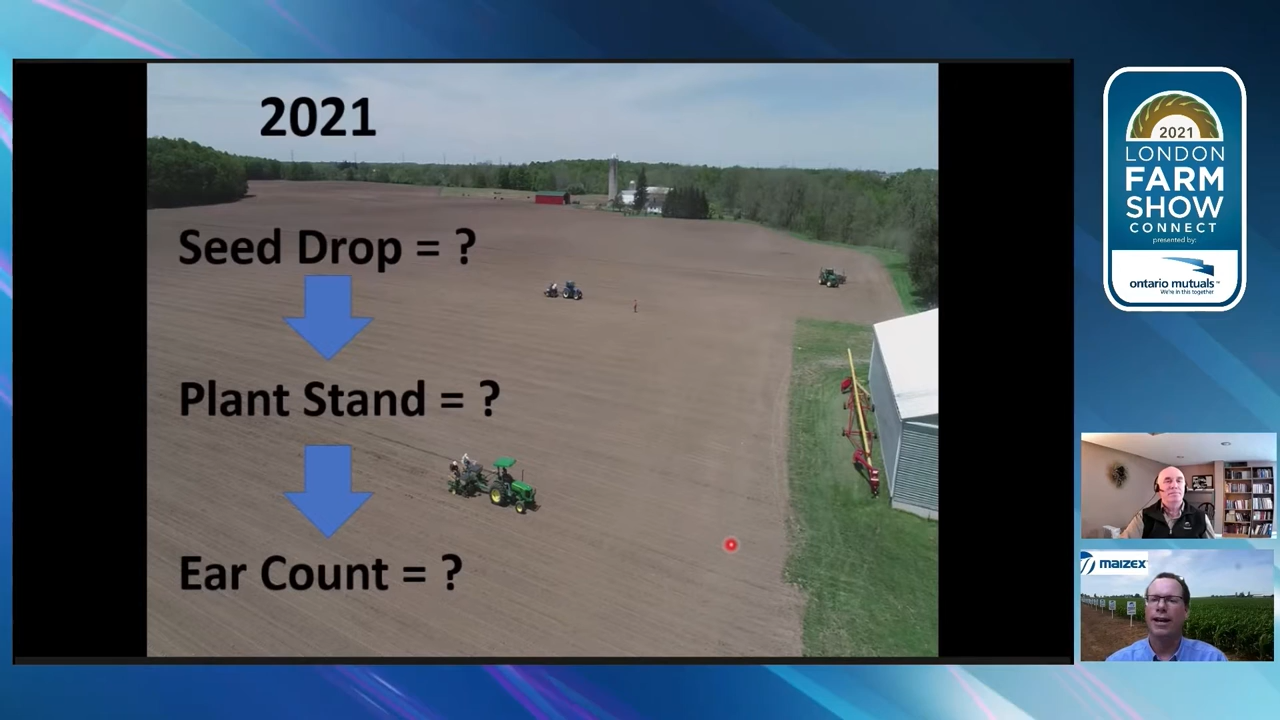 2021
Seed Drop = ?
Plant Stand = ?
Ear Count = ?
2021
LONDON
FARM
SHOW
CONNECT
presented by:
ontario mutuals™
We're in this together
MAIZEX